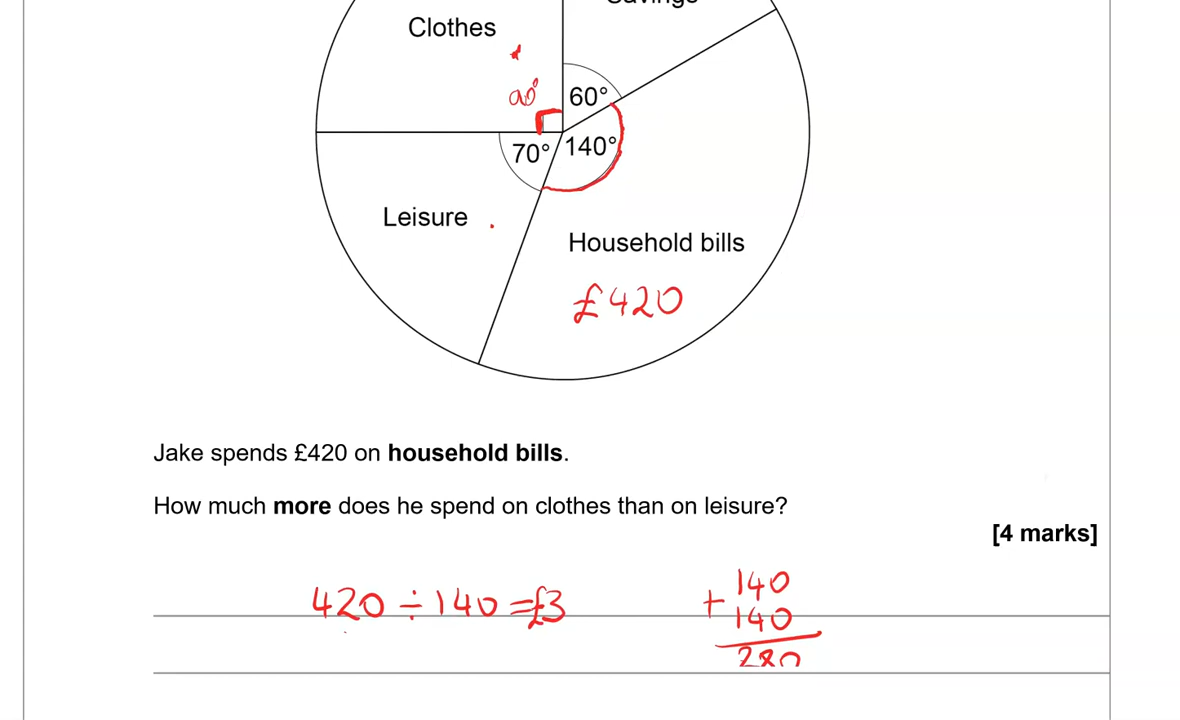 Savings
Clothes
90°
60°
70°
140°
Leisure
Household bills
£420
Jake spends £420 on household bills.
How much more does he spend on clothes than on leisure?
[4 marks]
420 ÷ 140 = £3
140
+ 140
280